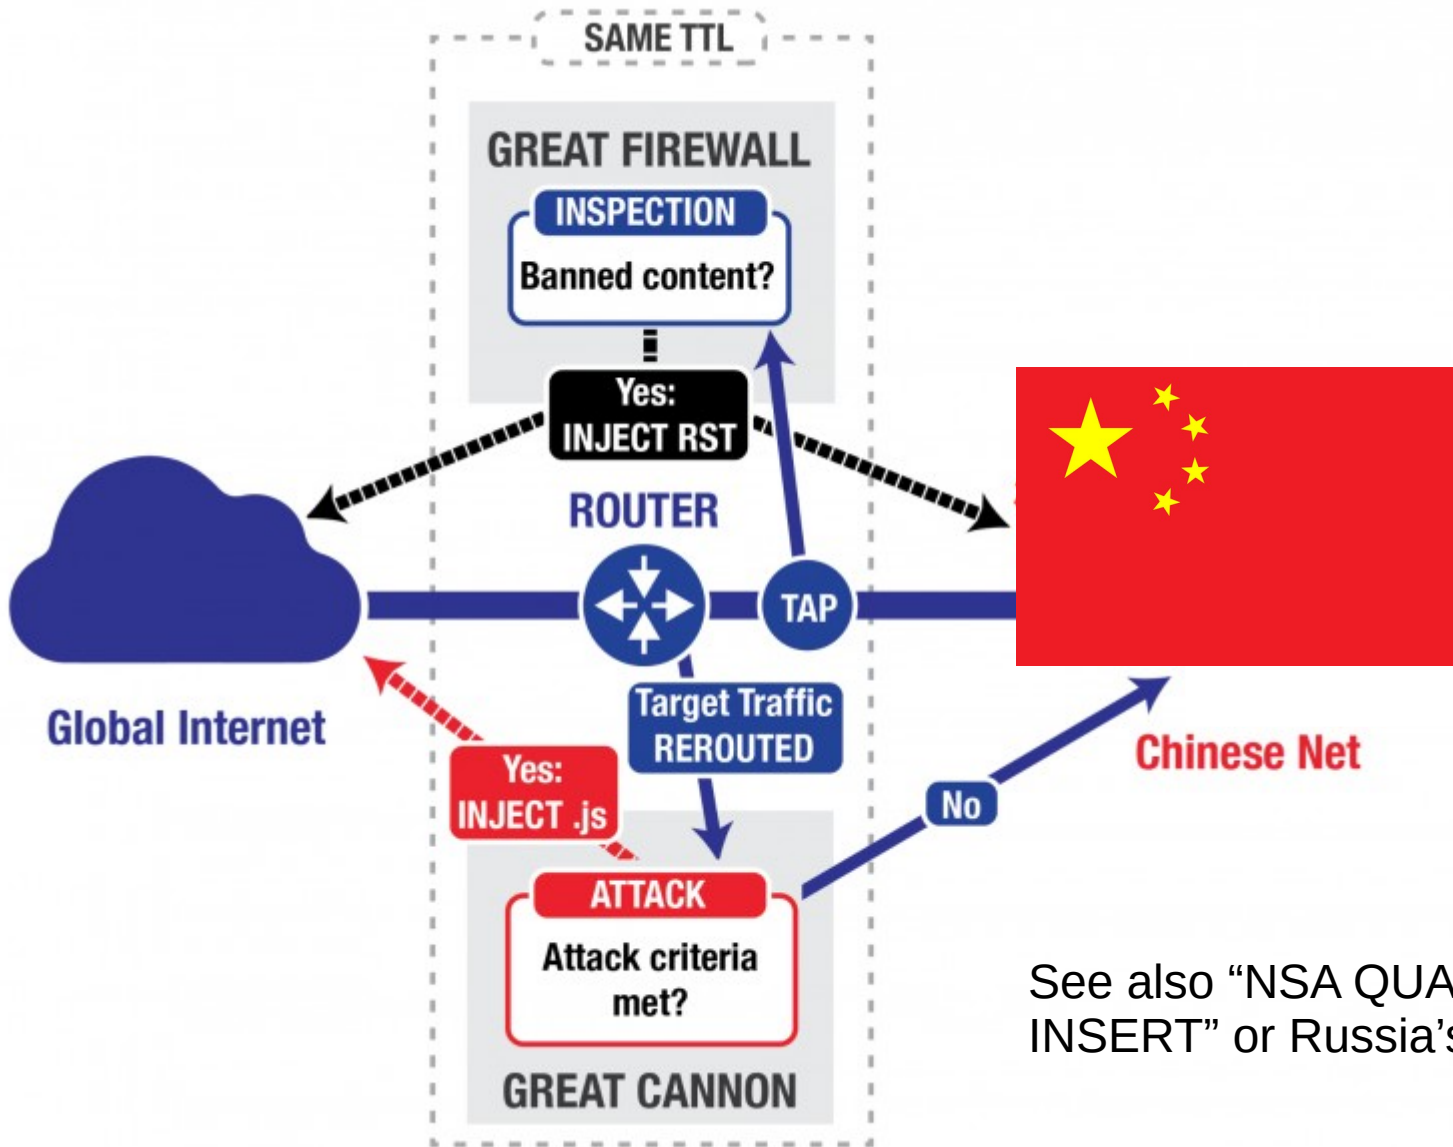 SAME TTL
GREAT FIREWALL
INSPECTION
Banned content?
Yes:
INJECT RST
ROUTER
TAP
Global Internet
Target Traffic
REROUTED
Chinese Net
Yes:
INJECT .js
No
ATTACK
Attack criteria
met?
GREAT CANNON
See also “NSA
INSERT” or Russia’s